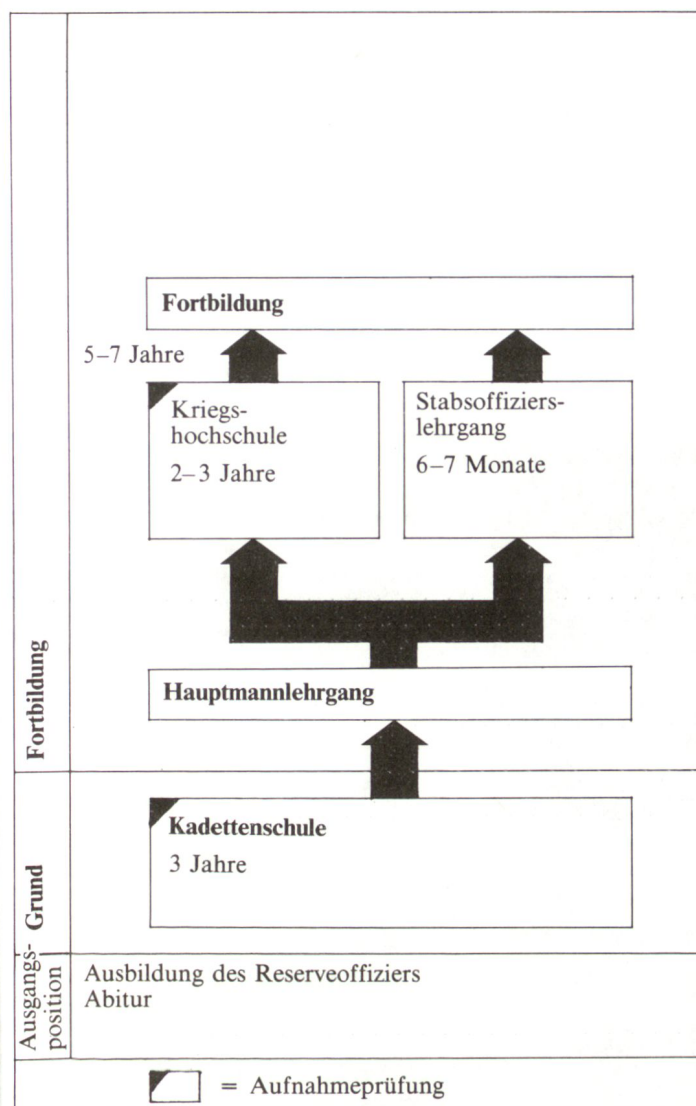 Fortbildung
5–7 Jahre
Kriegs-
hochschule
2–3 Jahre
Stabsoffiziers-
lehrgang
6–7 Monate
Hauptmannlehrgang
Fortbildung
Kadettenschule
3 Jahre
Grund
Ausgangs-
position
Ausbildung des Reserveoffiziers
Abitur
= Aufnahmeprüfung